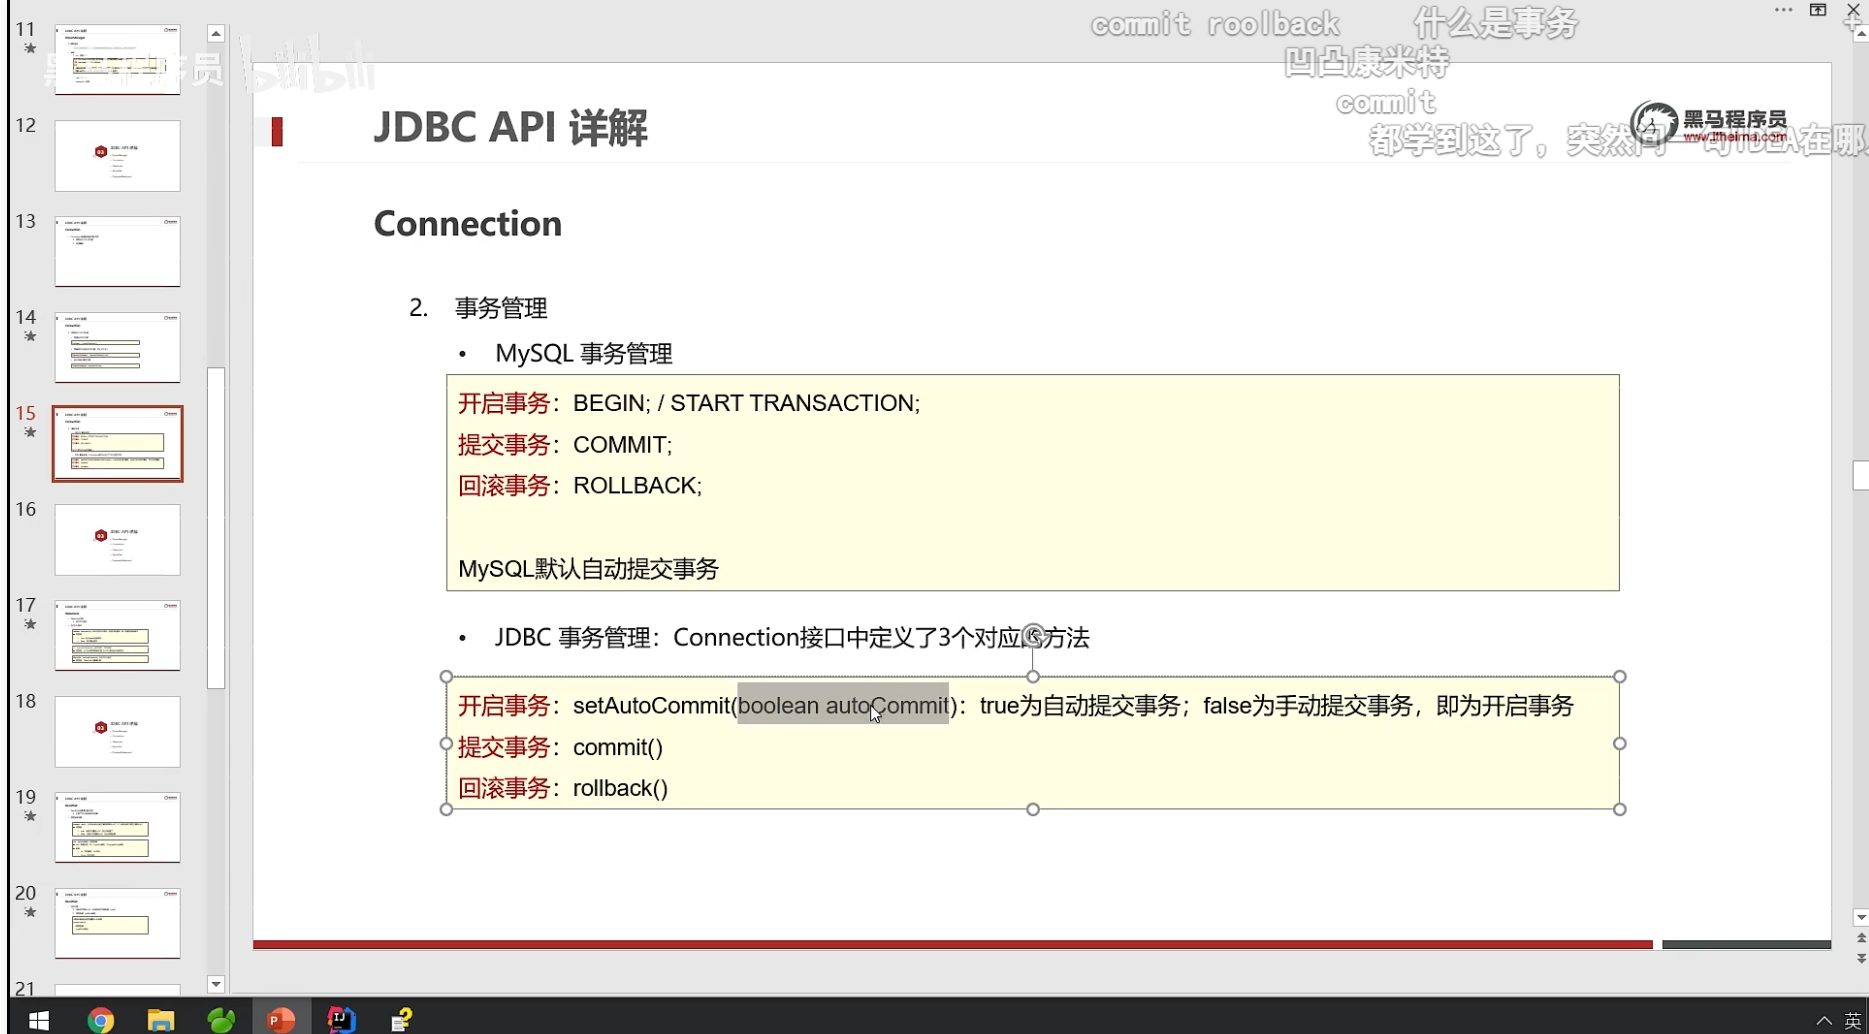 commit roolback 什么是事务
凹凸康米特
commit
都学到这了，突然问一句IDEA在哪
黑马程序员 bilibili
黑马程序员
www.itheima.com
JDBC API 详解
Connection
2. 事务管理
• MySQL 事务管理
开启事务：BEGIN; / START TRANSACTION;
提交事务：COMMIT;
回滚事务：ROLLBACK;
MySQL默认自动提交事务
• JDBC 事务管理：Connection接口中定义了3个对应的方法
开启事务：setAutoCommit(boolean autoCommit)：true为自动提交事务；false为手动提交事务，即为开启事务
提交事务：commit()
回滚事务：rollback()
11
12
13
14
15
16
17
18
19
20
21
英